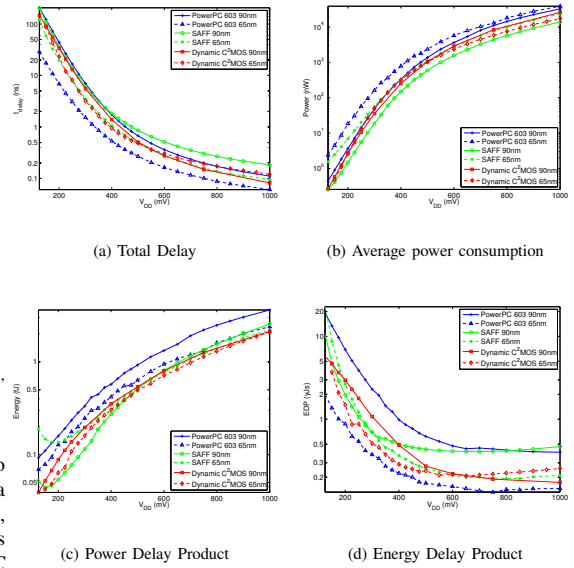 PowerPC 603 90nm
PowerPC 603 65nm
SAFF 90nm
SAFF 65nm
Dynamic C²MOS 90nm
Dynamic C²MOS 65nm
t_delay (ns)
100
50
20
10
5
2
1
0.5
0.2
0.1
200 400 600 800 1000
V_DD (mV)
(a) Total Delay
Power (nW)
10⁴
10³
10²
10¹
10⁰
PowerPC 603 90nm
PowerPC 603 65nm
SAFF 90nm
SAFF 65nm
Dynamic C²MOS 90nm
Dynamic C²MOS 65nm
200 400 600 800 1000
V_DD (mV)
(b) Average power consumption
1
0.5
0.1
0.05
PowerPC 603 90nm
PowerPC 603 65nm
SAFF 90nm
SAFF 65nm
Dynamic C²MOS 90nm
Dynamic C²MOS 65nm
200 400 600 800 1000
V_DD (mV)
(c) Power Delay Product
EDP (yJs)
20
10
5
3
2
1
0.5
0.3
0.2
PowerPC 603 90nm
PowerPC 603 65nm
SAFF 90nm
SAFF 65nm
Dynamic C²MOS 90nm
Dynamic C²MOS 65nm
200 400 600 800 1000
V_DD (mV)
(d) Energy Delay Product